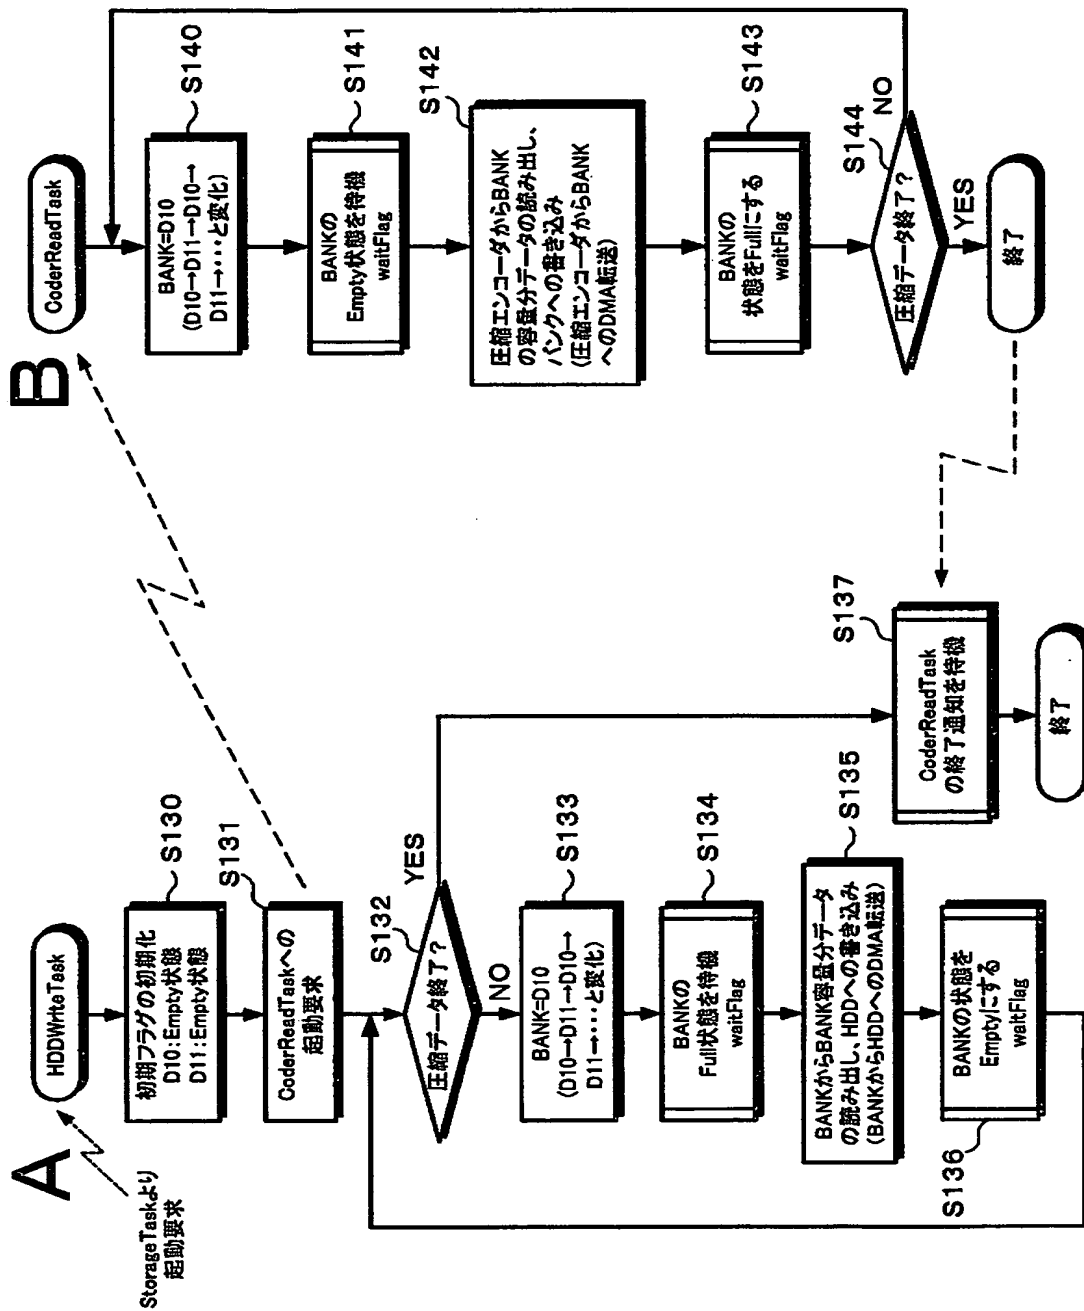 A
StorageTaskより
起動要求
HDDWriteTask
初期フラグの初期化
D10::Empty状態
D11::Empty状態
S130
CoderReadTaskへの
起動要求
S131
圧縮データ終了?
S132
YES
NO
BANK=D10
(D10→D11→D10→
D11→・・・・と変化)
S133
BANKの
Full状態を待機
waitFlag
S134
BANKからBANK容量分データ
の読み出し、HDDへの書き込み
(BANKからHDDへのDMA転送)
S135
BANKの状態を
Emptyにする
waitFlag
S136
CoderReadTask
の終了通知を待機
S137
終了
B
CoderReadTask
BANK=D10
(D10→D11→D10→
D11→・・・と変化)
S140
BANKの
Empty状態を待機
waitFlag
S141
圧縮エンコーダからBANK
の容量分データの読み出し、
バンクへの書き込み
(圧縮エンコーダからBANK
へのDMA転送)
S142
BANKの
状態をFullにする
waitFlag
S143
圧縮データ終了?
S144
NO
YES
終了